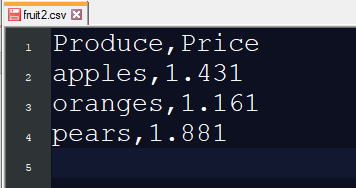 fruit2.csv
1 Produce,Price
2 apples,1.431
3 oranges,1.161
4 pears,1.881
5